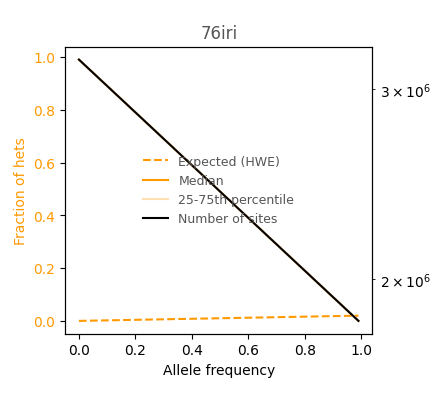 76iri
1.0
0.8
0.6
0.4
0.2
0.0
Fraction of hets
Expected (HWE)
Median
25-75th percentile
Number of sites
3 × 10⁶
2 × 10⁶
0.0 0.2 0.4 0.6 0.8 1.0
Allele frequency